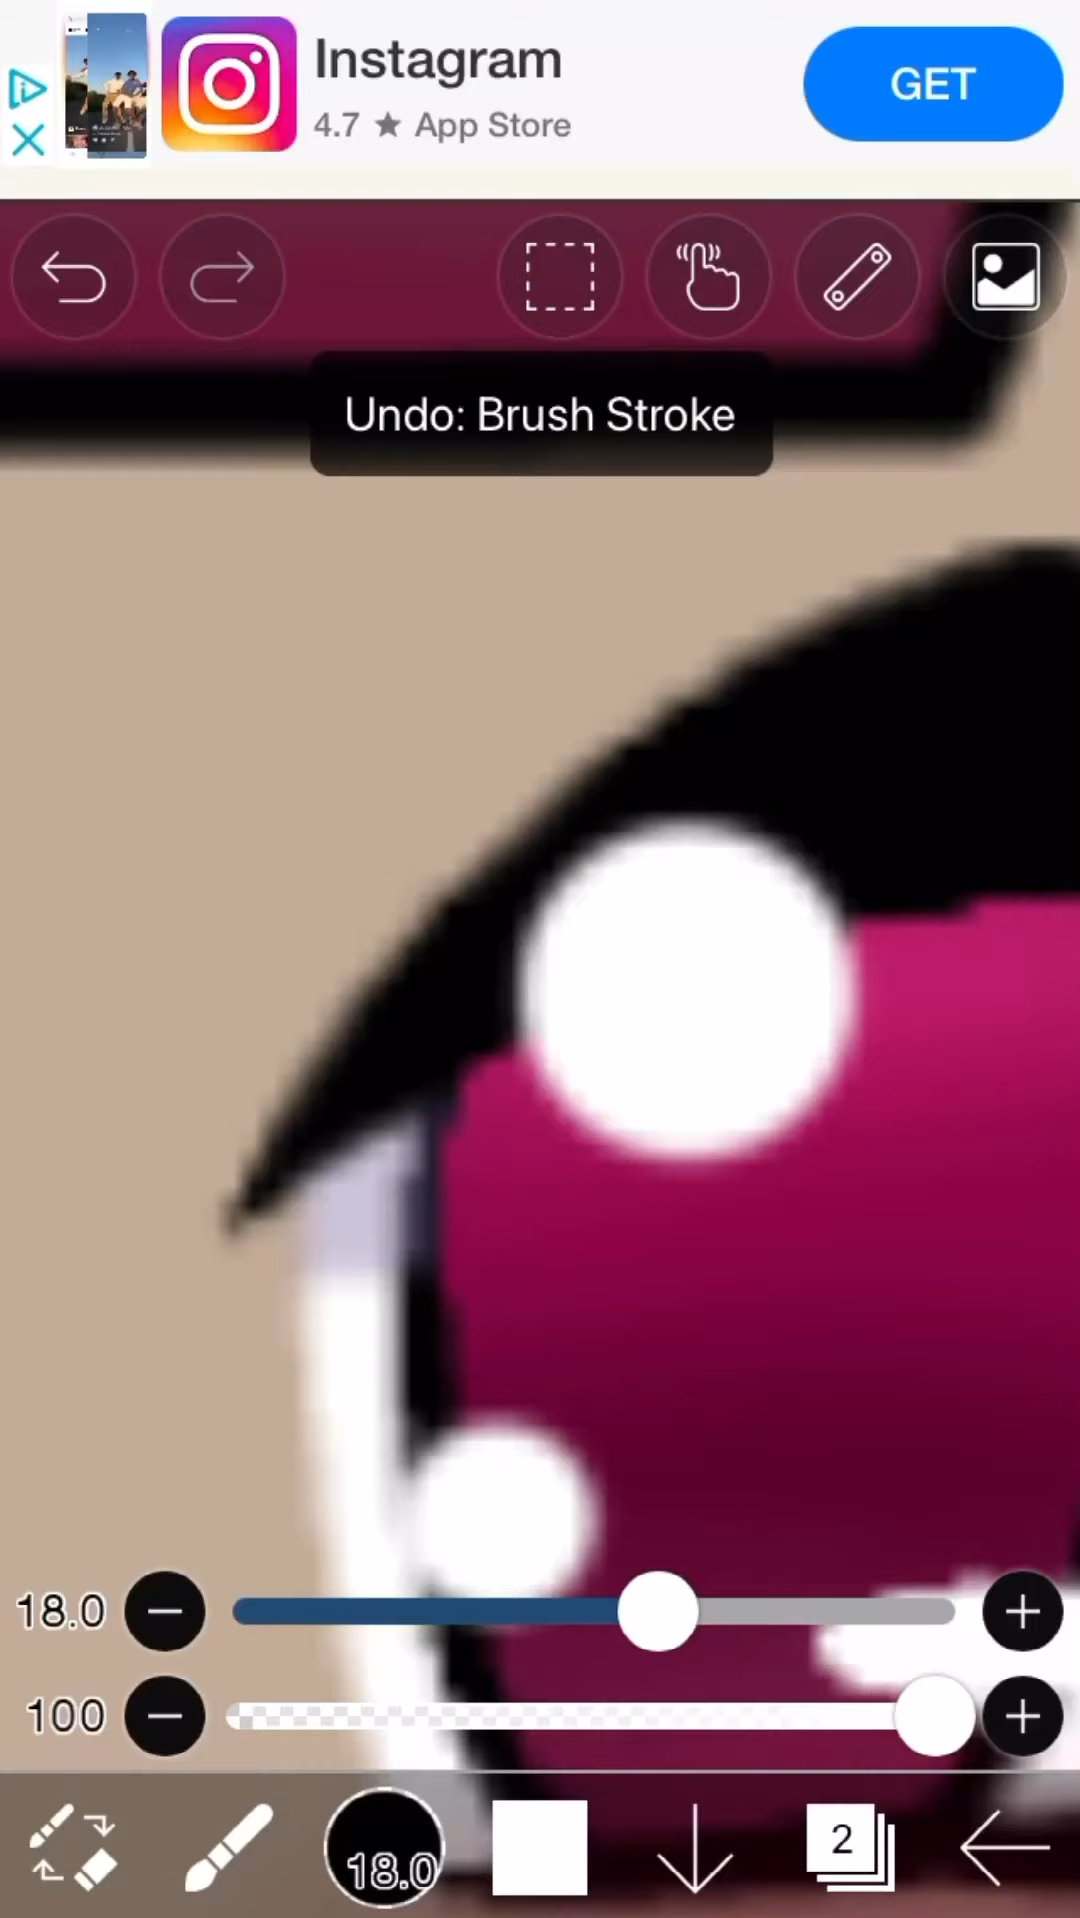 Instagram
4.7 ★ App Store
GET
Undo: Brush Stroke
18.0
100
18.0
2